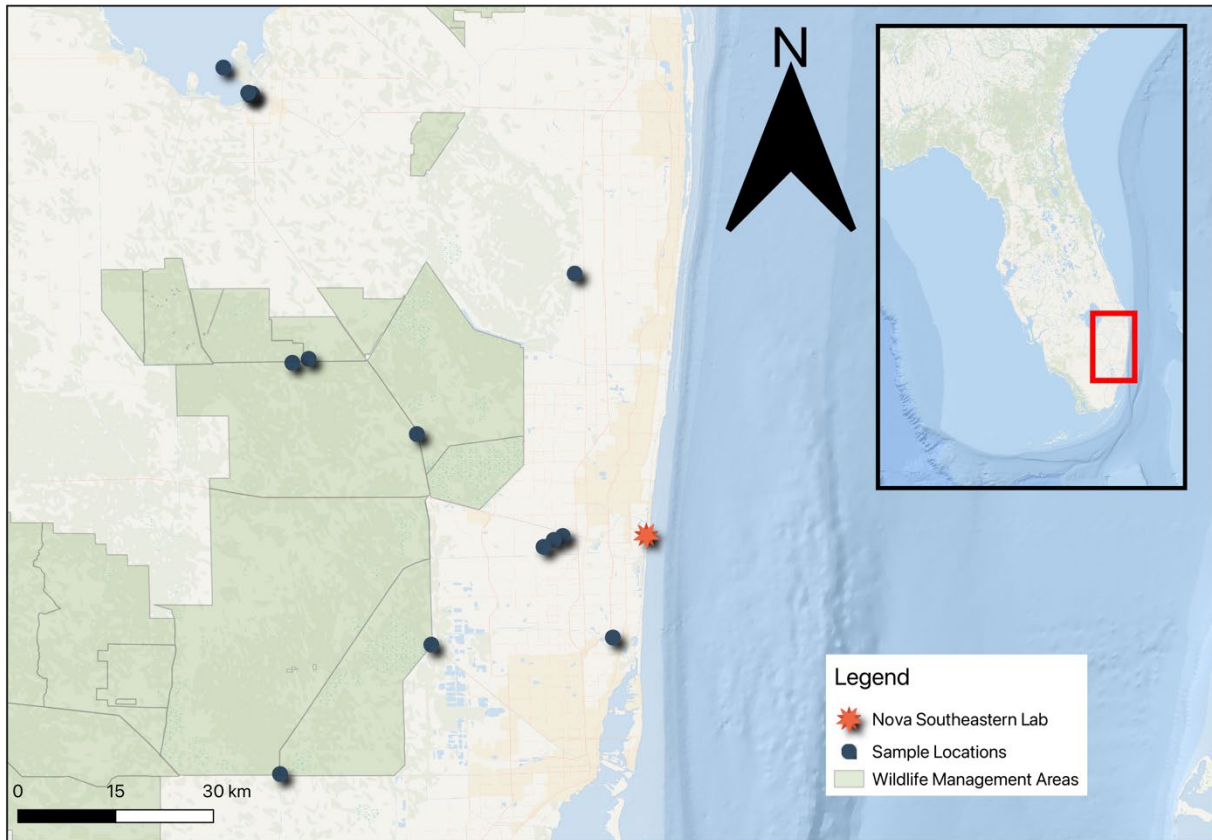 N
Legend
Nova Southeastern Lab
Sample Locations
Wildlife Management Areas
0 15 30 km